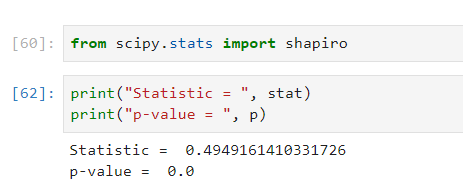 [60]: from scipy.stats import shapiro
[62]: print("Statistic = ", stat)
print("p-value = ", p)
Statistic =  0.4949161410331726
p-value =  0.0